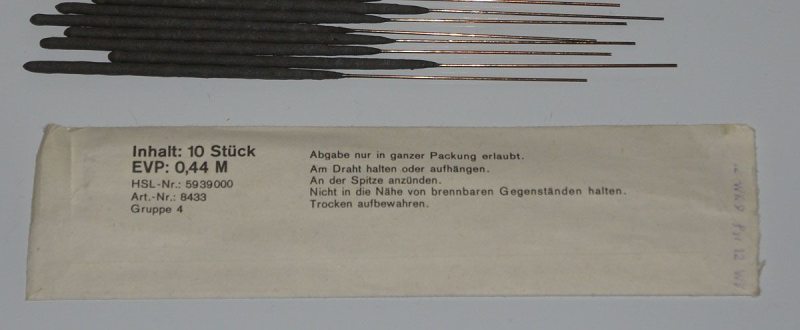 Inhalt: 10 Stück
EVP: 0,44 M
HSL-Nr.: 5939000
Art.-Nr.: 8433
Gruppe 4
Abgabe nur in ganzer Packung erlaubt.
Am Draht halten oder aufhängen.
An der Spitze anzünden.
Nicht in die Nähe von brennbaren Gegenständen halten.
Trocken aufbewahren.